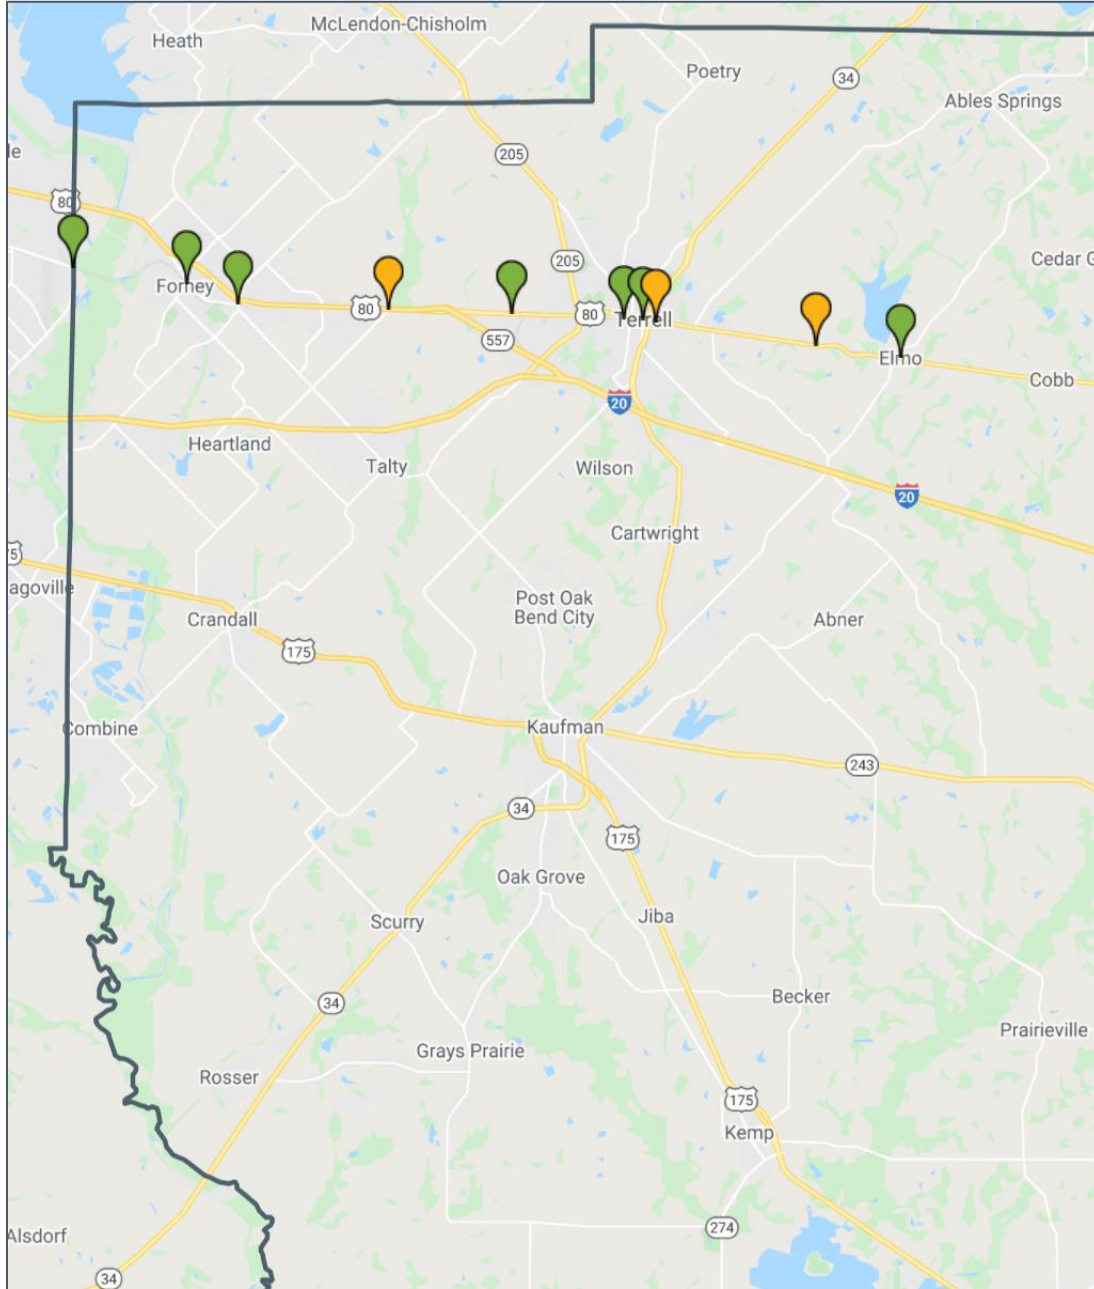 McLendon-Chisholm
Heath
Poetry
34
Ables Springs
205
le
80
205
Cedar G
Forney
80
80
Terrell
557
Elmo
Cobb
20
Heartland
Talty
Wilson
20
Cartwright
75
agoville
Post Oak
Bend City
Crandall
Abner
175
Combine
Kaufman
243
34
175
Oak Grove
Scurry
Jiba
34
Becker
Prairieville
Grays Prairie
Rosser
175
Kemp
274
Alsdorf
34